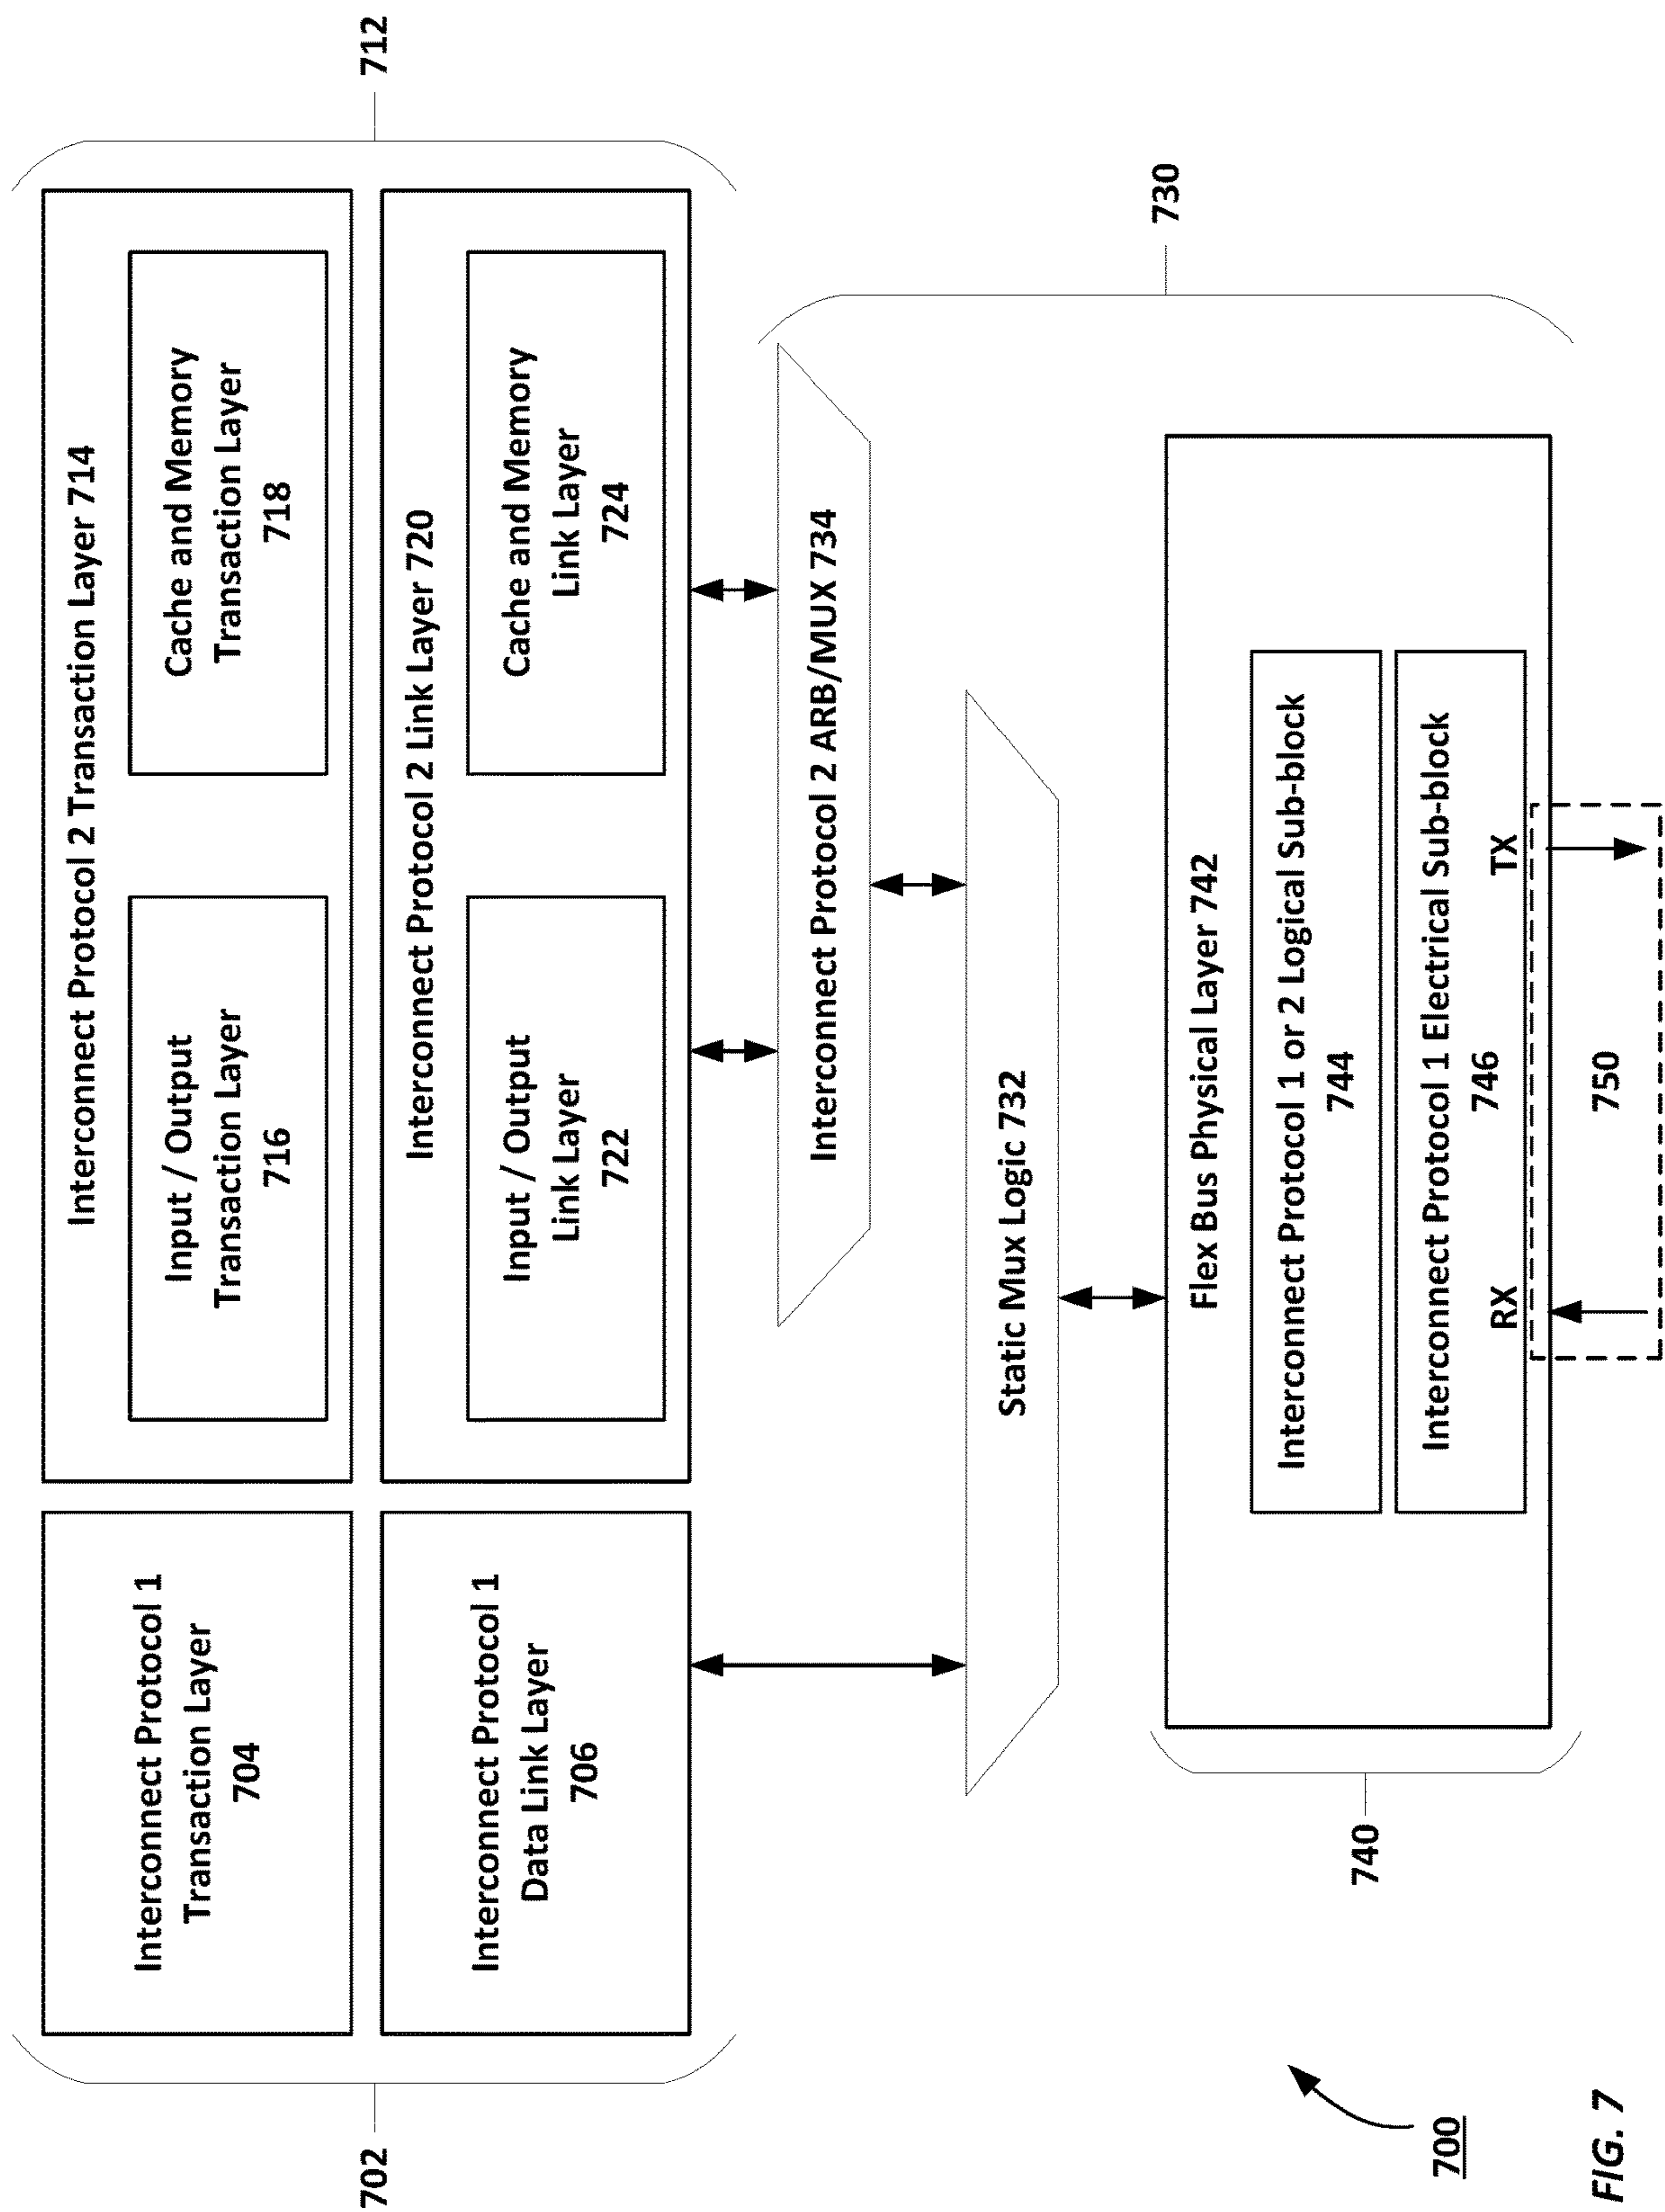 712
Interconnect Protocol 1
Transaction Layer
704
Interconnect Protocol 2 Transaction Layer 714
Input / Output
Transaction Layer
716
Cache and Memory
Transaction Layer
718
702
Interconnect Protocol 1
Data Link Layer
706
Interconnect Protocol 2 Link Layer 720
Input / Output
Link Layer
722
Cache and Memory
Link Layer
724
Interconnect Protocol 2 ARB/MUX 734
Static Mux Logic 732
730
740
Flex Bus Physical Layer 742
Interconnect Protocol 1 or 2 Logical Sub-block
744
Interconnect Protocol 1 Electrical Sub-block
746
RX
TX
750
700
FIG. 7